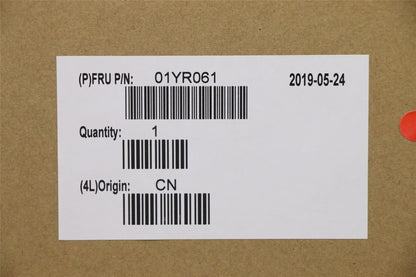 (P)FRU P/N: 01YR061 2019-05-24
Quantity: 1
(4L)Origin: CN